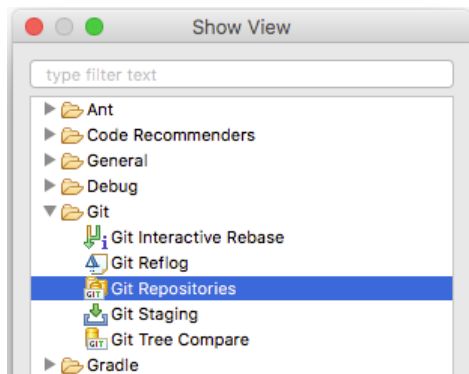 Show View
type filter text
Ant
Code Recommenders
General
Debug
Git
Git Interactive Rebase
Git Reflog
Git Repositories
Git Staging
Git Tree Compare
Gradle